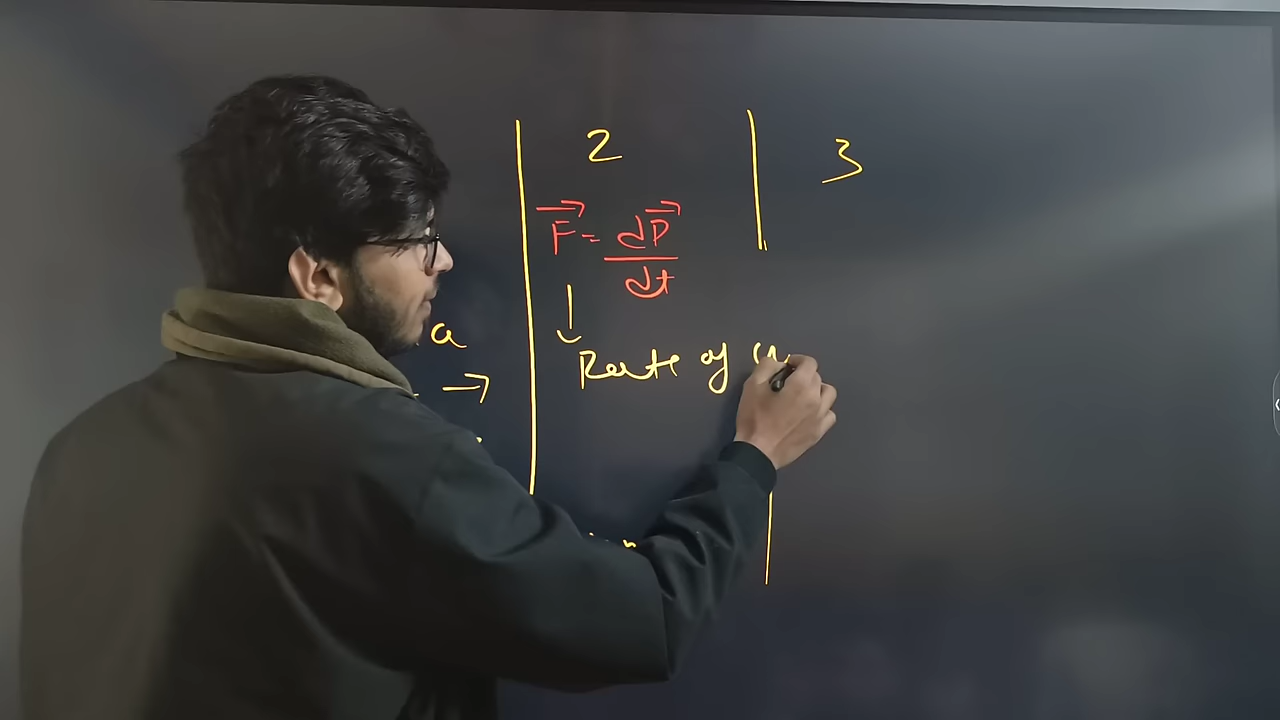 2
3
F = dP
dt
a
Rate of